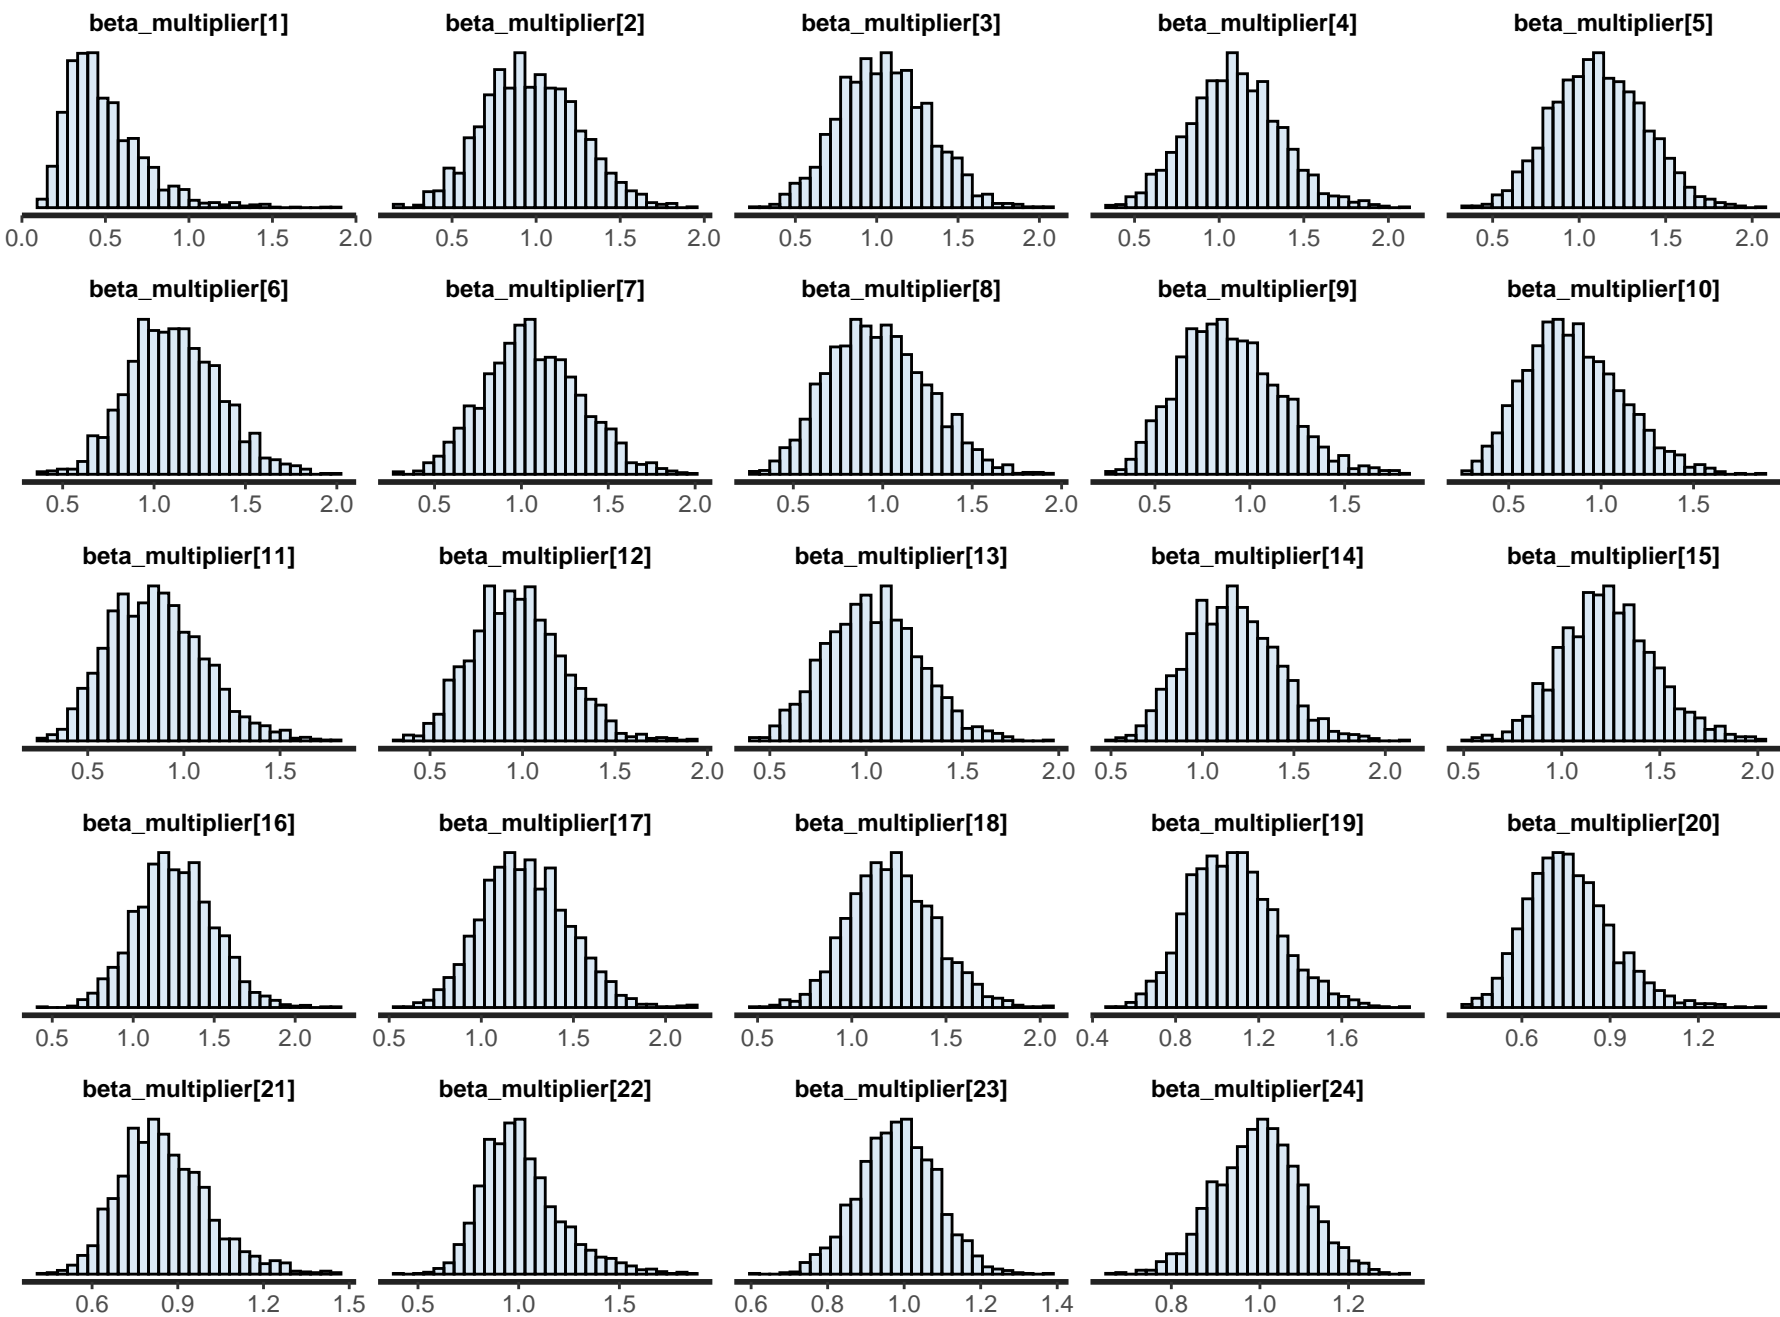 beta_multiplier[1] beta_multiplier[2] beta_multiplier[3] beta_multiplier[4] beta_multiplier[5]
0.0 0.5 1.0 1.5 2.0 0.5 1.0 1.5 2.0 0.5 1.0 1.5 2.0 0.5 1.0 1.5 2.0 0.5 1.0 1.5 2.0
beta_multiplier[6] beta_multiplier[7] beta_multiplier[8] beta_multiplier[9] beta_multiplier[10]
0.5 1.0 1.5 2.0 0.5 1.0 1.5 2.0 0.5 1.0 1.5 2.0 0.5 1.0 1.5 0.5 1.0 1.5
beta_multiplier[11] beta_multiplier[12] beta_multiplier[13] beta_multiplier[14] beta_multiplier[15]
0.5 1.0 1.5 0.5 1.0 1.5 2.0 0.5 1.0 1.5 2.0 0.5 1.0 1.5 2.0 0.5 1.0 1.5 2.0
beta_multiplier[16] beta_multiplier[17] beta_multiplier[18] beta_multiplier[19] beta_multiplier[20]
0.5 1.0 1.5 2.0 0.5 1.0 1.5 2.0 0.5 1.0 1.5 2.0 0.4 0.8 1.2 1.6 0.6 0.9 1.2
beta_multiplier[21] beta_multiplier[22] beta_multiplier[23] beta_multiplier[24]
0.6 0.9 1.2 1.5 0.5 1.0 1.5 0.6 0.8 1.0 1.2 1.4 0.8 1.0 1.2